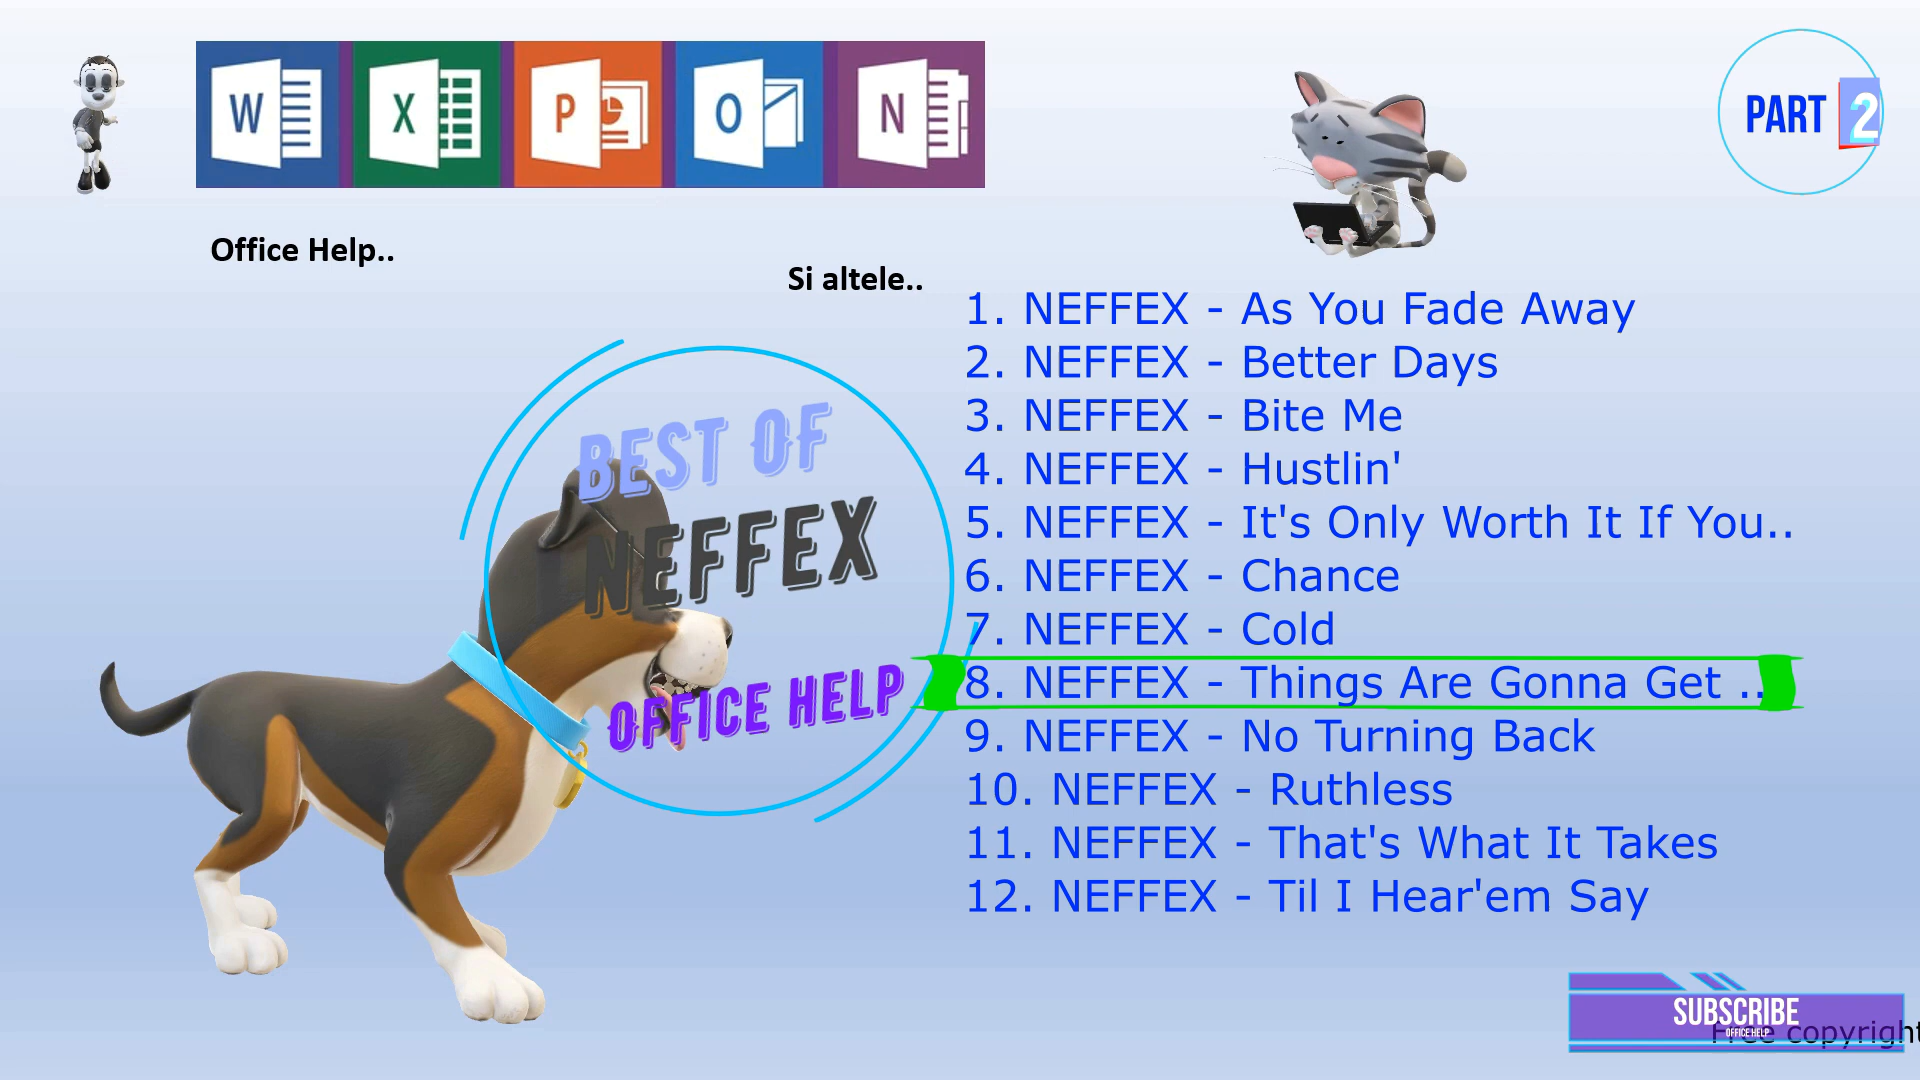 W X P O N
PART 2
Office Help..
Si altele..
1. NEFFEX - As You Fade Away
2. NEFFEX - Better Days
3. NEFFEX - Bite Me
4. NEFFEX - Hustlin'
5. NEFFEX - It's Only Worth It If You..
6. NEFFEX - Chance
7. NEFFEX - Cold
8. NEFFEX - Things Are Gonna Get ..
9. NEFFEX - No Turning Back
10. NEFFEX - Ruthless
11. NEFFEX - That's What It Takes
12. NEFFEX - Til I Hear'em Say
BEST OF
NEFFEX
OFFICE HELP
SUBSCRIBE
OFFICE HELP
Free copyright